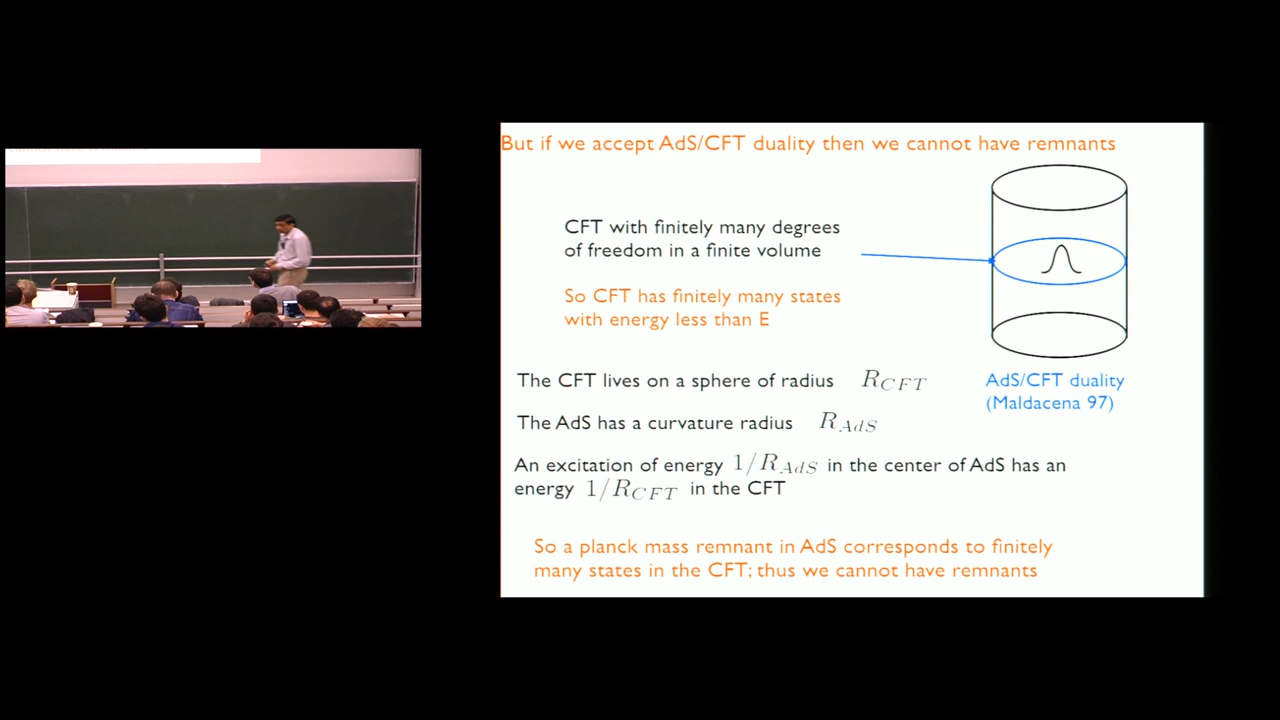 But if we accept AdS/CFT duality then we cannot have remnants
CFT with finitely many degrees
of freedom in a finite volume
So CFT has finitely many states
with energy less than E
The CFT lives on a sphere of radius R_{CFT}
AdS/CFT duality
(Maldacena 97)
The AdS has a curvature radius R_{AdS}
An excitation of energy 1/R_{AdS} in the center of AdS has an
energy 1/R_{CFT} in the CFT
So a planck mass remnant in AdS corresponds to finitely
many states in the CFT; thus we cannot have remnants